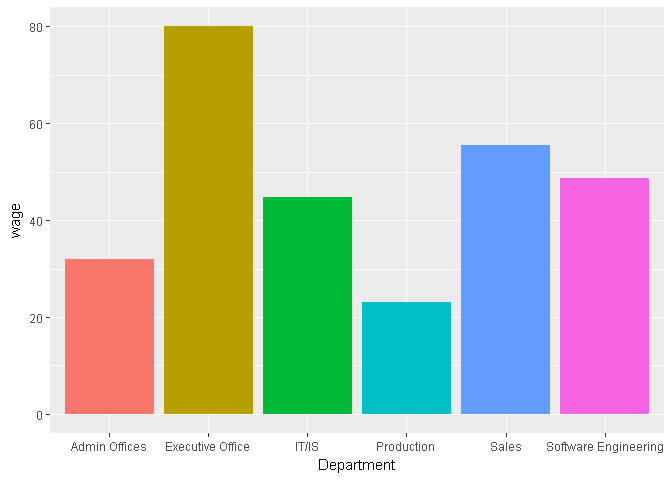 80
60
40
20
0
wage
Admin Offices Executive Office IT/IS Production Sales Software Engineering
Department